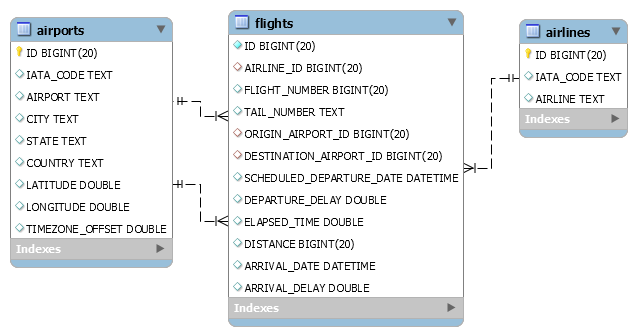 airports
ID BIGINT(20)
IATA_CODE TEXT
AIRPORT TEXT
CITY TEXT
STATE TEXT
COUNTRY TEXT
LATITUDE DOUBLE
LONGITUDE DOUBLE
TIMEZONE_OFFSET DOUBLE
Indexes
flights
ID BIGINT(20)
AIRLINE_ID BIGINT(20)
FLIGHT_NUMBER BIGINT(20)
TAIL_NUMBER TEXT
ORIGIN_AIRPORT_ID BIGINT(20)
DESTINATION_AIRPORT_ID BIGINT(20)
SCHEDULED_DEPARTURE_DATE DATETIME
DEPARTURE_DELAY DOUBLE
ELAPSED_TIME DOUBLE
DISTANCE BIGINT(20)
ARRIVAL_DATE DATETIME
ARRIVAL_DELAY DOUBLE
Indexes
airlines
ID BIGINT(20)
IATA_CODE TEXT
AIRLINE TEXT
Indexes